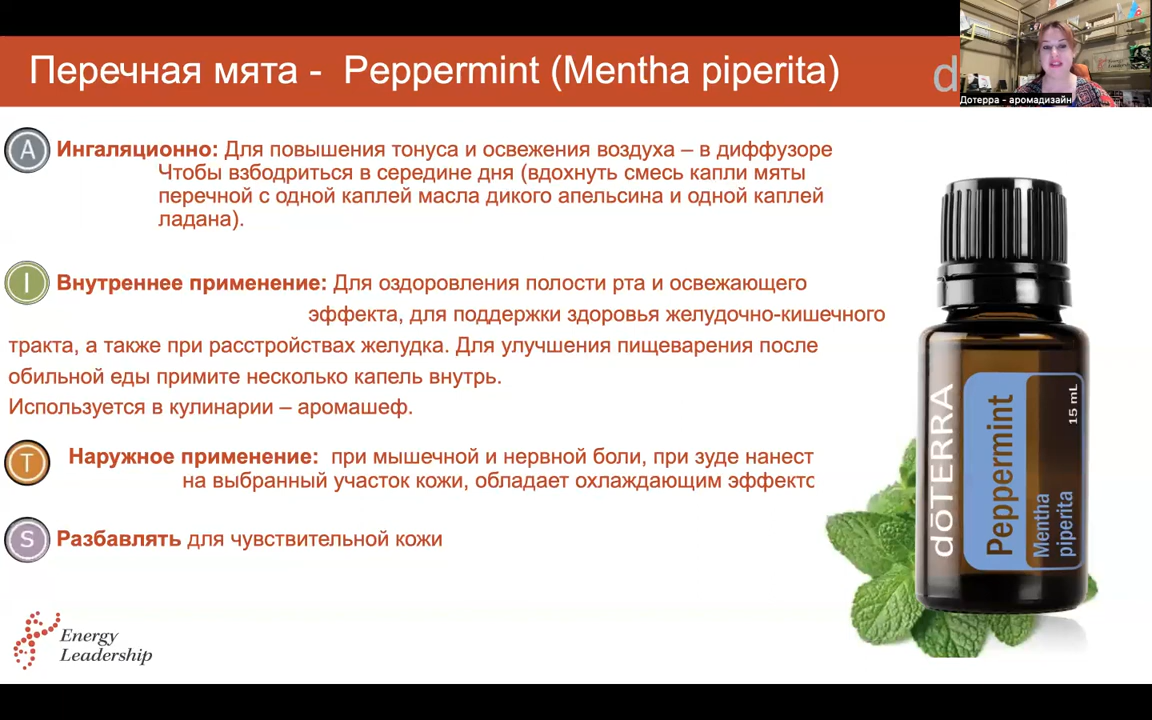 Перечная мята - Peppermint (Mentha piperita)
d
Дотерра - аромадизайн
A
Ингаляционно: Для повышения тонуса и освежения воздуха – в диффузоре
Чтобы взбодриться в середине дня (вдохнуть смесь капли мяты
перечной с одной каплей масла дикого апельсина и одной каплей
ладана).
I
Внутреннее применение: Для оздоровления полости рта и освежающего
эффекта, для поддержки здоровья желудочно-кишечного
тракта, а также при расстройствах желудка. Для улучшения пищеварения после
обильной еды примите несколько капель внутрь.
Используется в кулинарии – аромашеф.
T
Наружное применение: при мышечной и нервной боли, при зуде нанест
на выбранный участок кожи, обладает охлаждающим эффекто
S
Разбавлять для чувствительной кожи
dōTERRA
Peppermint
Mentha
piperita
15 mL
Energy
Leadership